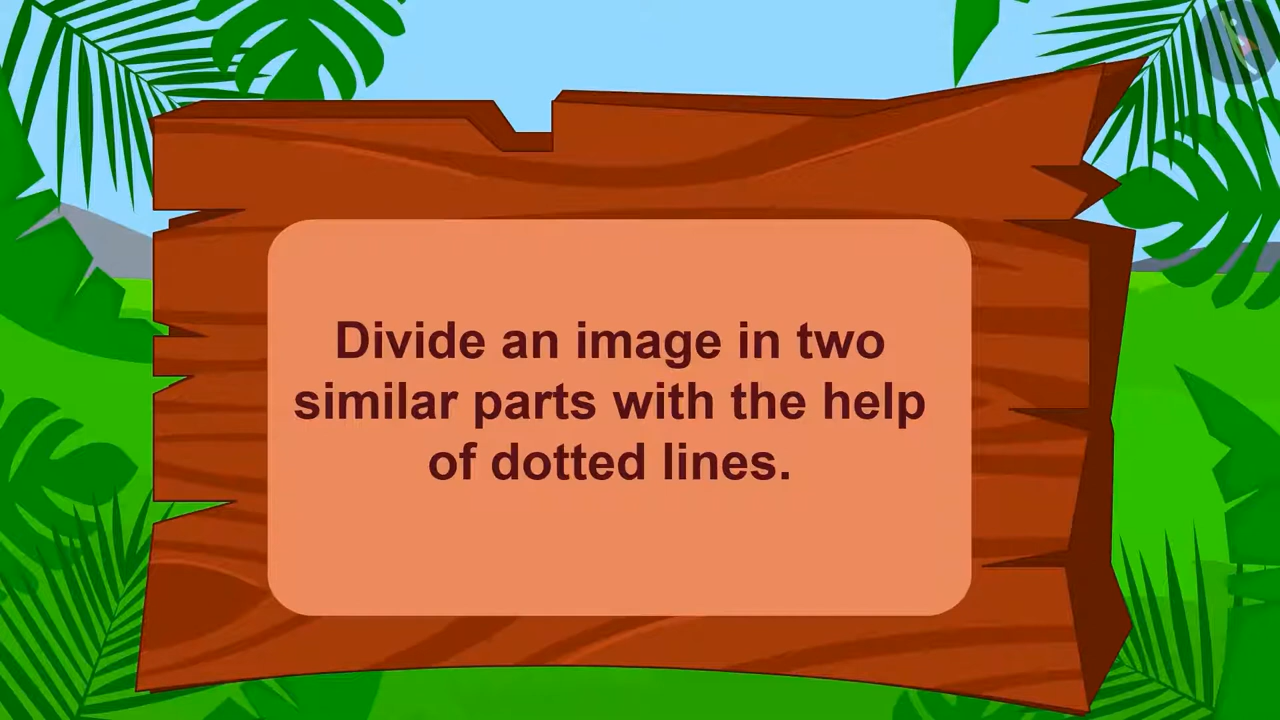 Divide an image in two
similar parts with the help
of dotted lines.